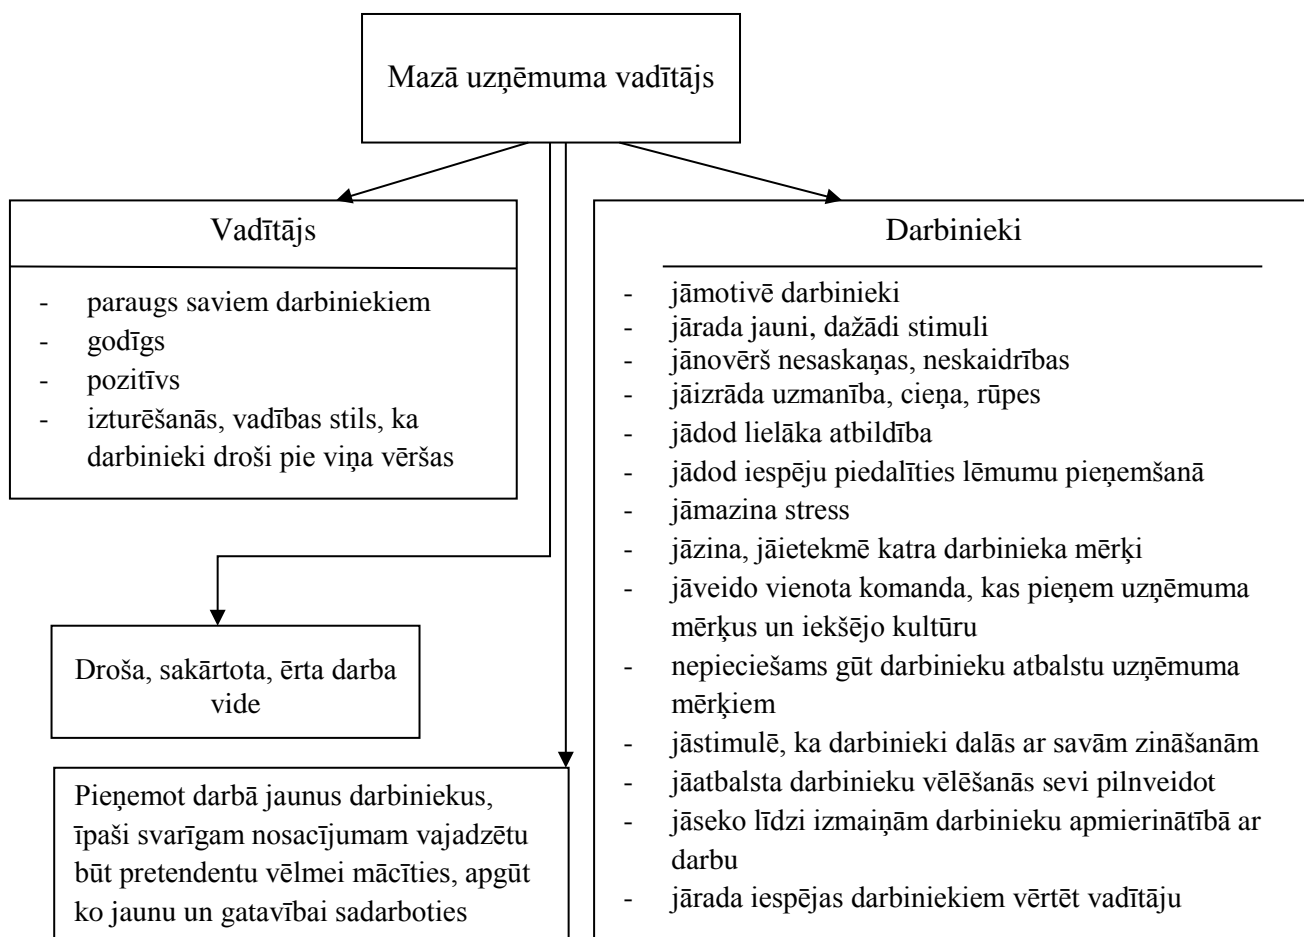 Mazā uzņēmuma vadītājs
Vadītājs
- paraugs saviem darbiniekiem
- godīgs
- pozitīvs
- izturēšanās, vadības stils, ka
darbinieki droši pie viņa vēršas
Droša, sakārtota, ērta darba
vide
Pieņemot darbā jaunus darbiniekus,
īpaši svarīgam nosacījumam vajadzētu
būt pretendentu vēlmei mācīties, apgūt
ko jaunu un gatavībai sadarboties
Darbinieki
- jāmotivē darbinieki
- jārada jauni, dažādi stimuli
- jānovērš nesaskaņas, neskaidrības
- jāizrāda uzmanība, cieņa, rūpes
- jādod lielāka atbildība
- jādod iespēju piedalīties lēmumu pieņemšanā
- jāmazina stress
- jāzina, jāietekmē katra darbinieka mērķi
- jāveido vienota komanda, kas pieņem uzņēmuma
mērķus un iekšējo kultūru
- nepieciešams gūt darbinieku atbalstu uzņēmuma
mērķiem
- jāstimulē, ka darbinieki dalās ar savām zināšanām
- jāatbalsta darbinieku vēlēšanās sevi pilnveidot
- jāseko līdzi izmaiņām darbinieku apmierinātībā ar
darbu
- jārada iespējas darbiniekiem vērtēt vadītāju